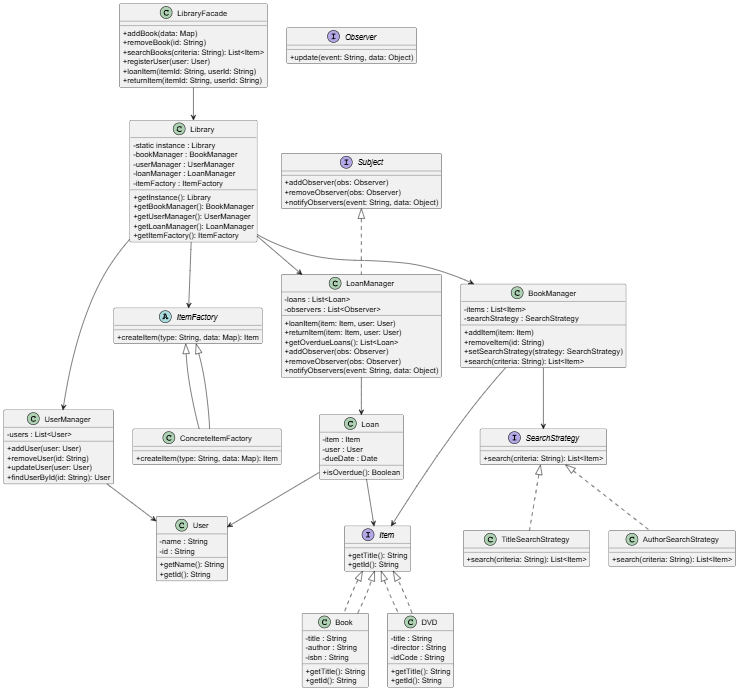 C LibraryFacade
+addBook(data: Map)
+removeBook(id: String)
+searchBooks(criteria: String): List<Item>
+registerUser(user: User)
+loanItem(itemId: String, userId: String)
+returnItem(itemId: String, userId: String)
I Observer
+update(event: String, data: Object)
C Library
-static instance : Library
-bookManager : BookManager
-userManager : UserManager
-loanManager : LoanManager
-itemFactory : ItemFactory
+getInstance(): Library
+getBookManager(): BookManager
+getUserManager(): UserManager
+getLoanManager(): LoanManager
+getItemFactory(): ItemFactory
I Subject
+addObserver(obs: Observer)
+removeObserver(obs: Observer)
+notifyObservers(event: String, data: Object)
A ItemFactory
+createItem(type: String, data: Map): Item
C LoanManager
-loans : List<Loan>
-observers : List<Observer>
+loanItem(item: Item, user: User)
+returnItem(item: Item, user: User)
+getOverdueLoans(): List<Loan>
+addObserver(obs: Observer)
+removeObserver(obs: Observer)
+notifyObservers(event: String, data: Object)
C BookManager
-items : List<Item>
-searchStrategy : SearchStrategy
+addItem(item: Item)
+removeItem(id: String)
+setSearchStrategy(strategy: SearchStrategy)
+search(criteria: String): List<Item>
C UserManager
-users : List<User>
+addUser(user: User)
+removeUser(id: String)
+updateUser(user: User)
+findUserById(id: String): User
C ConcreteItemFactory
+createItem(type: String, data: Map): Item
C Loan
-item : Item
-user : User
-dueDate : Date
+isOverdue(): Boolean
I SearchStrategy
+search(criteria: String): List<Item>
C User
-name : String
-id : String
+getName(): String
+getId(): String
I Item
+getTitle(): String
+getId(): String
C TitleSearchStrategy
+search(criteria: String): List<Item>
C AuthorSearchStrategy
+search(criteria: String): List<Item>
C Book
-title : String
-author : String
-isbn : String
+getTitle(): String
+getId(): String
C DVD
-title : String
-director : String
-idCode : String
+getTitle(): String
+getId(): String